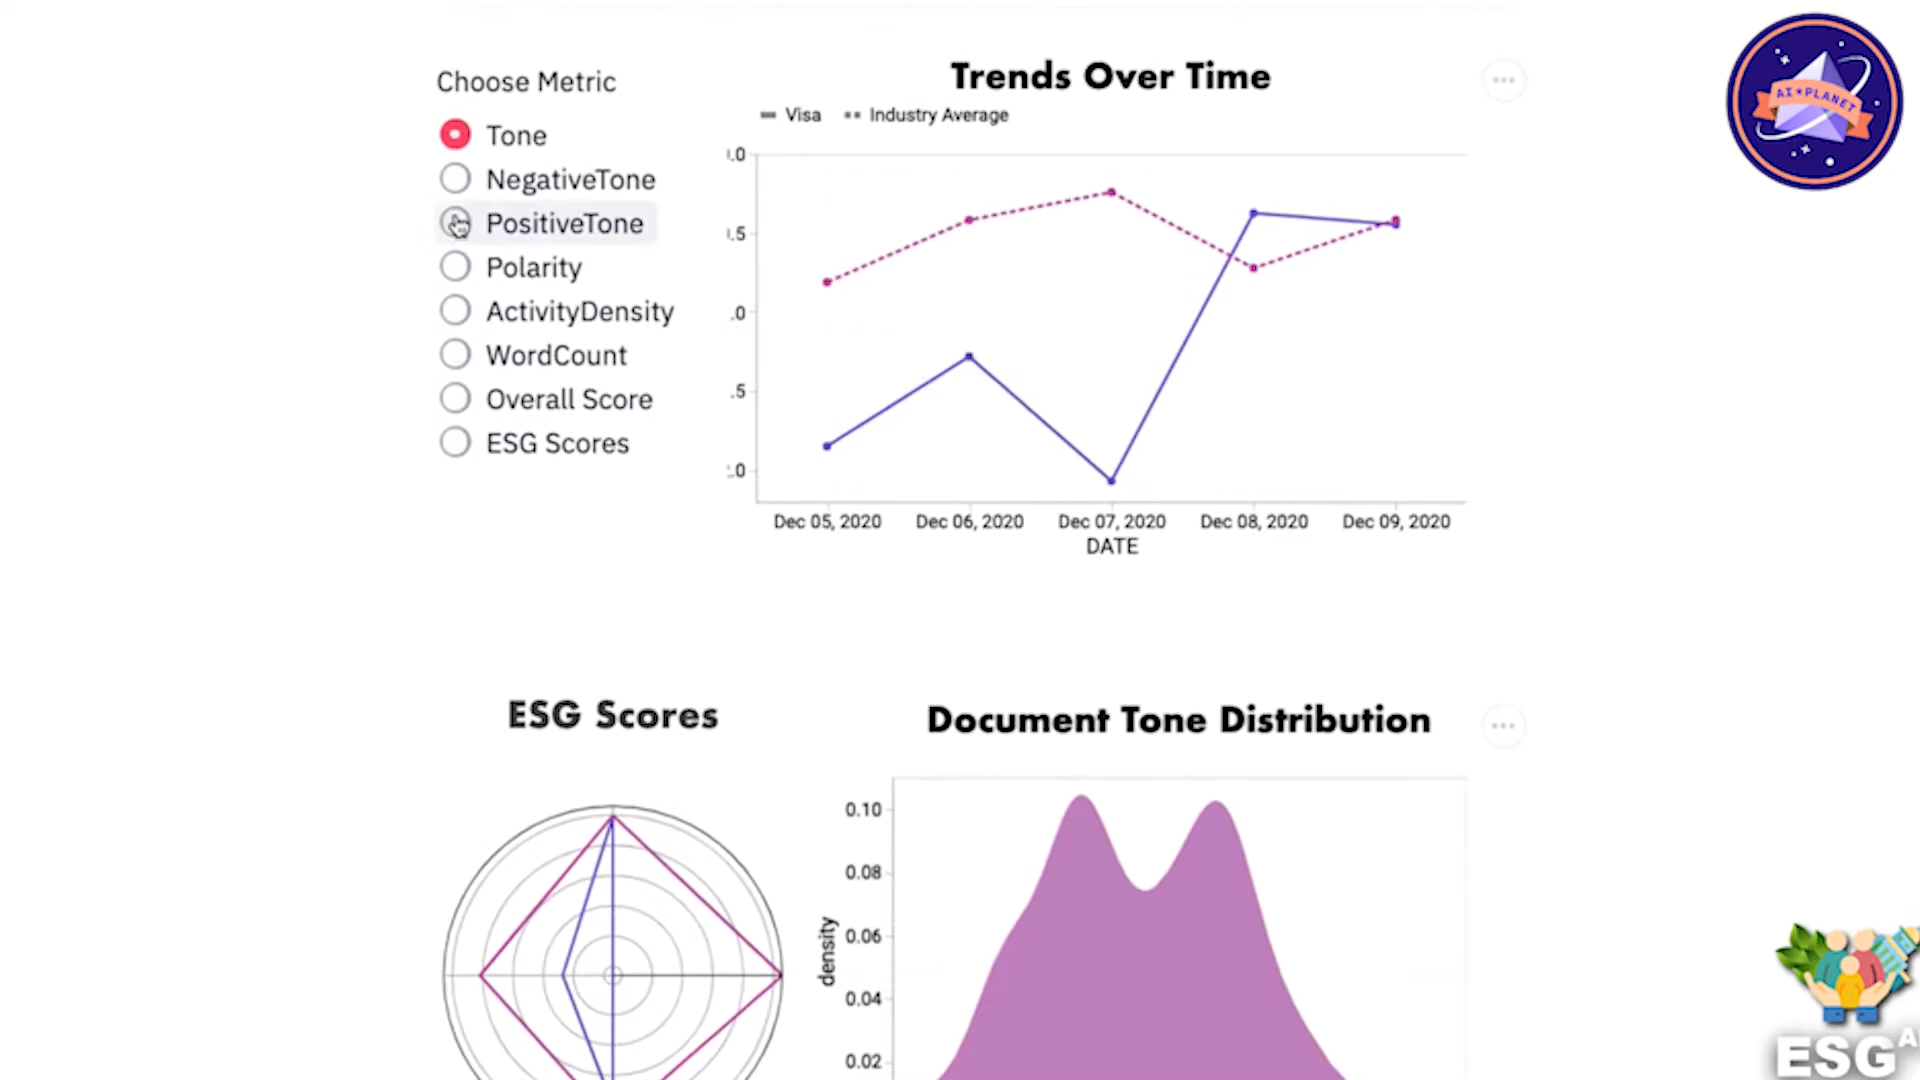 Choose Metric
Tone
NegativeTone
PositiveTone
Polarity
ActivityDensity
WordCount
Overall Score
ESG Scores
Trends Over Time
Visa Industry Average
.0
.5
.0
.5
.0
Dec 05, 2020 Dec 06, 2020 Dec 07, 2020 Dec 08, 2020 Dec 09, 2020
DATE
AI★PLANET
ESG Scores
Document Tone Distribution
density
0.10
0.08
0.06
0.04
0.02
ESG A